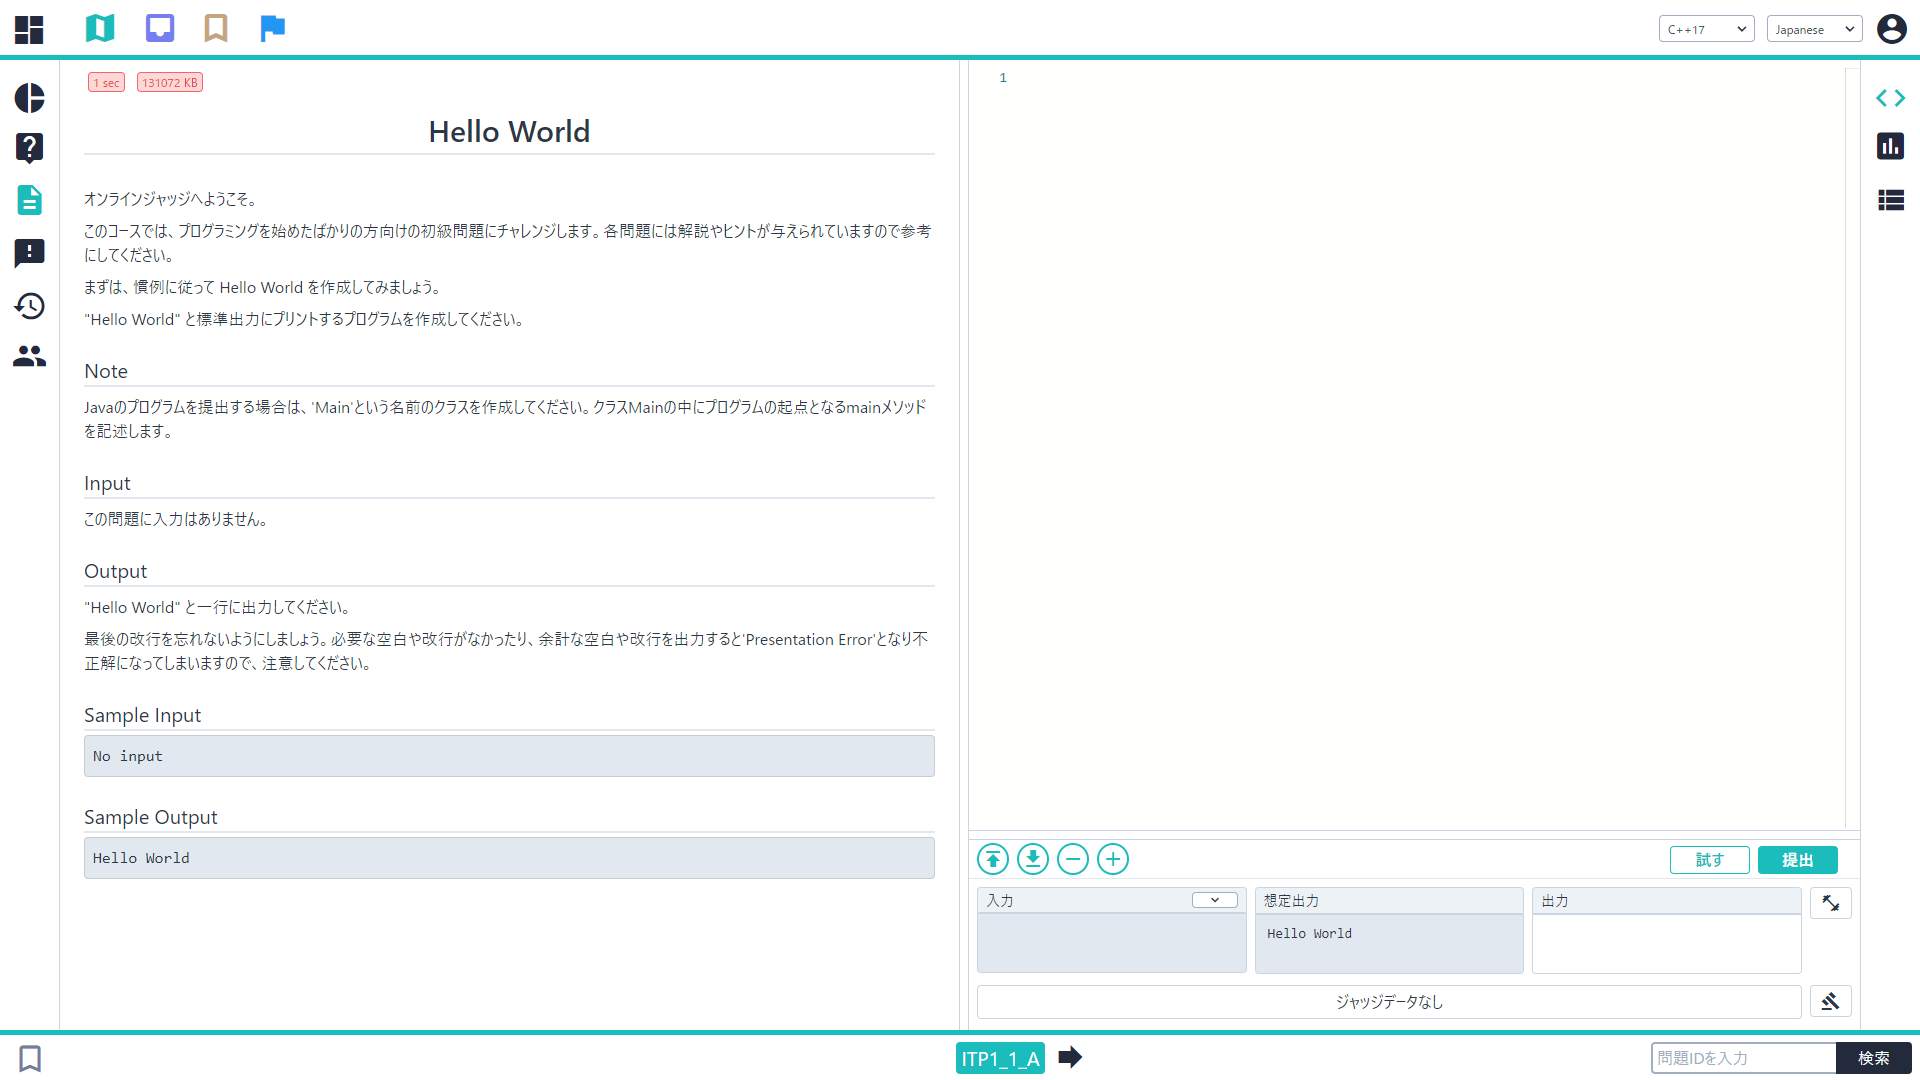 C++17
Japanese
1 sec
131072 KB
Hello World
オンラインジャッジへようこそ。
このコースでは、プログラミングを始めたばかりの方向けの初級問題にチャレンジします。各問題には解説やヒントが与えられていますので参考
にしてください。
まずは、慣例に従って Hello World を作成してみましょう。
"Hello World" と標準出力にプリントするプログラムを作成してください。
Note
Javaのプログラムを提出する場合は、'Main'という名前のクラスを作成してください。クラスMainの中にプログラムの起点となるmainメソッド
を記述します。
Input
この問題に入力はありません。
Output
"Hello World" と一行に出力してください。
最後の改行を忘れないようにしましょう。必要な空白や改行がなかったり、余計な空白や改行を出力すると'Presentation Error'となり不
正解になってしまいますので、注意してください。
Sample Input
No input
Sample Output
Hello World
1
試す
提出
入力
想定出力
出力
Hello World
ジャッジデータなし
ITP1_1_A
問題IDを入力
検索